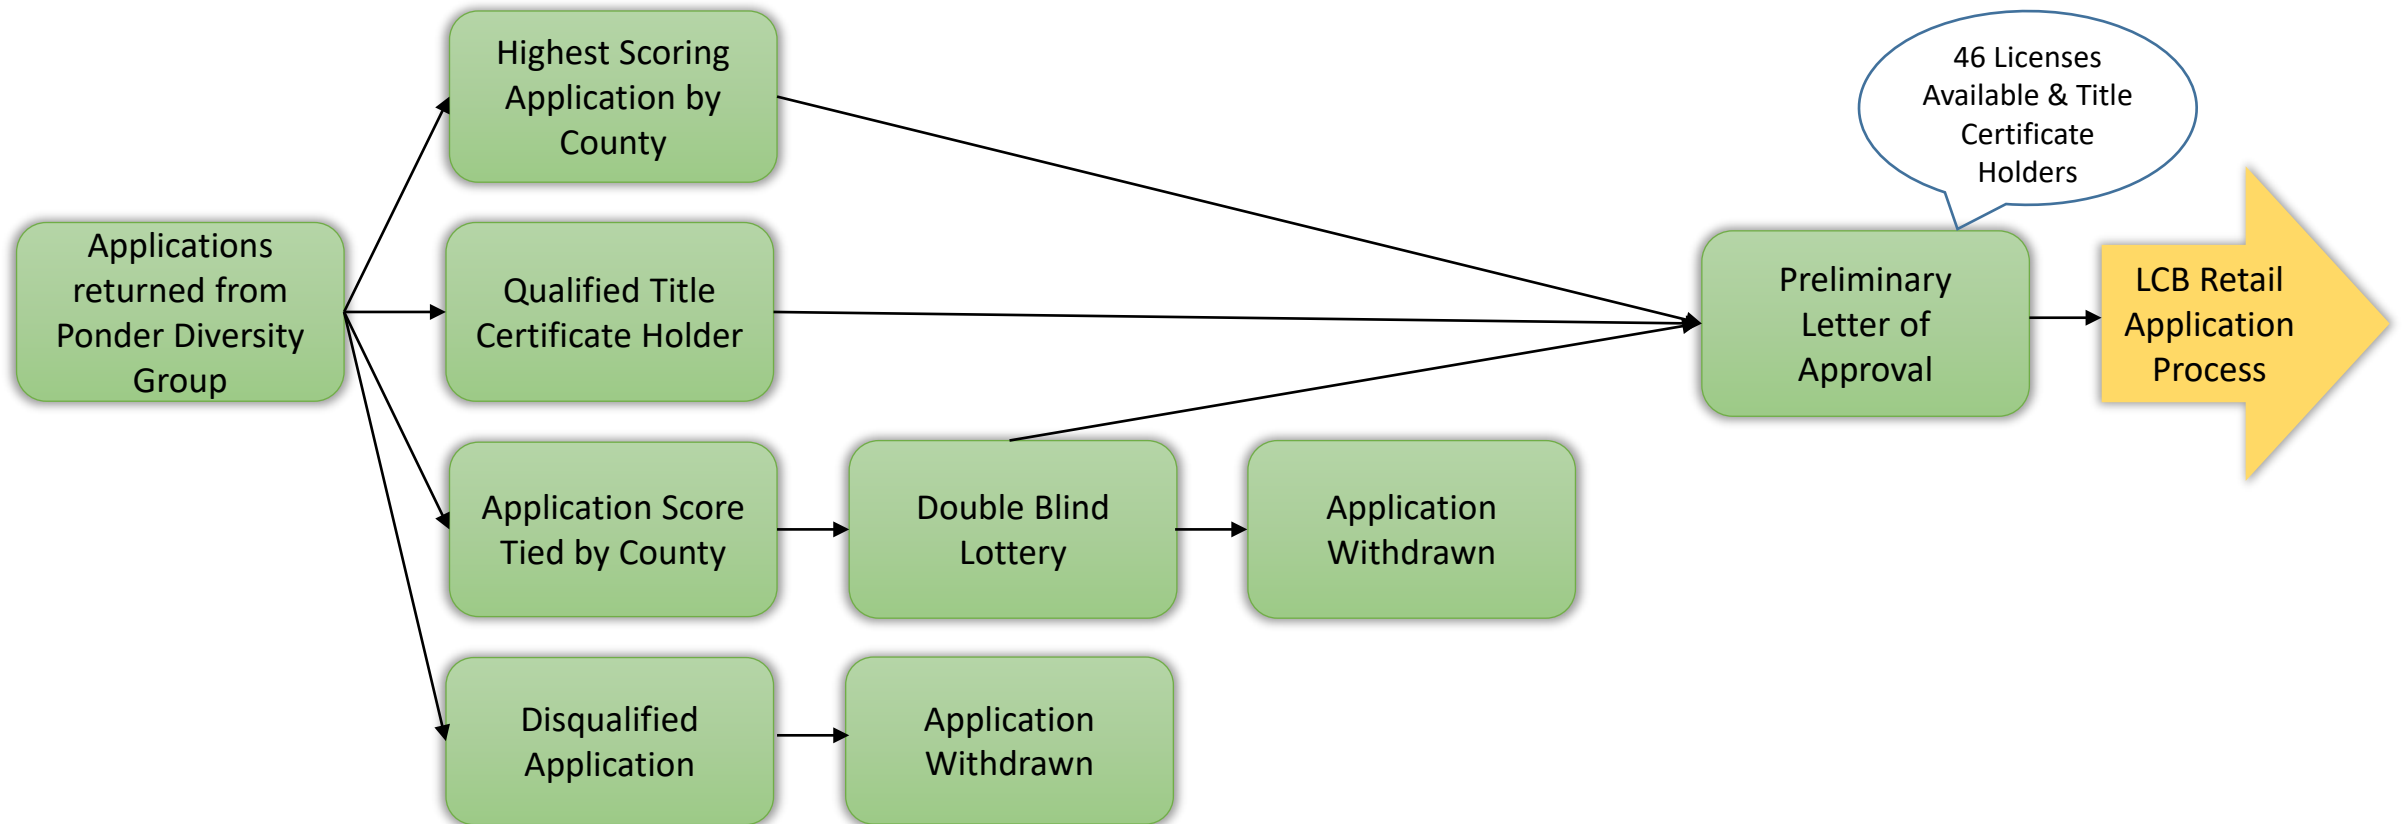 Highest Scoring
Application by
County
46 Licenses
Available & Title
Certificate
Holders
Applications
returned from
Ponder Diversity
Group
Qualified Title
Certificate Holder
Preliminary
Letter of
Approval
LCB Retail
Application
Process
Application Score
Tied by County
Double Blind
Lottery
Application
Withdrawn
Disqualified
Application
Application
Withdrawn